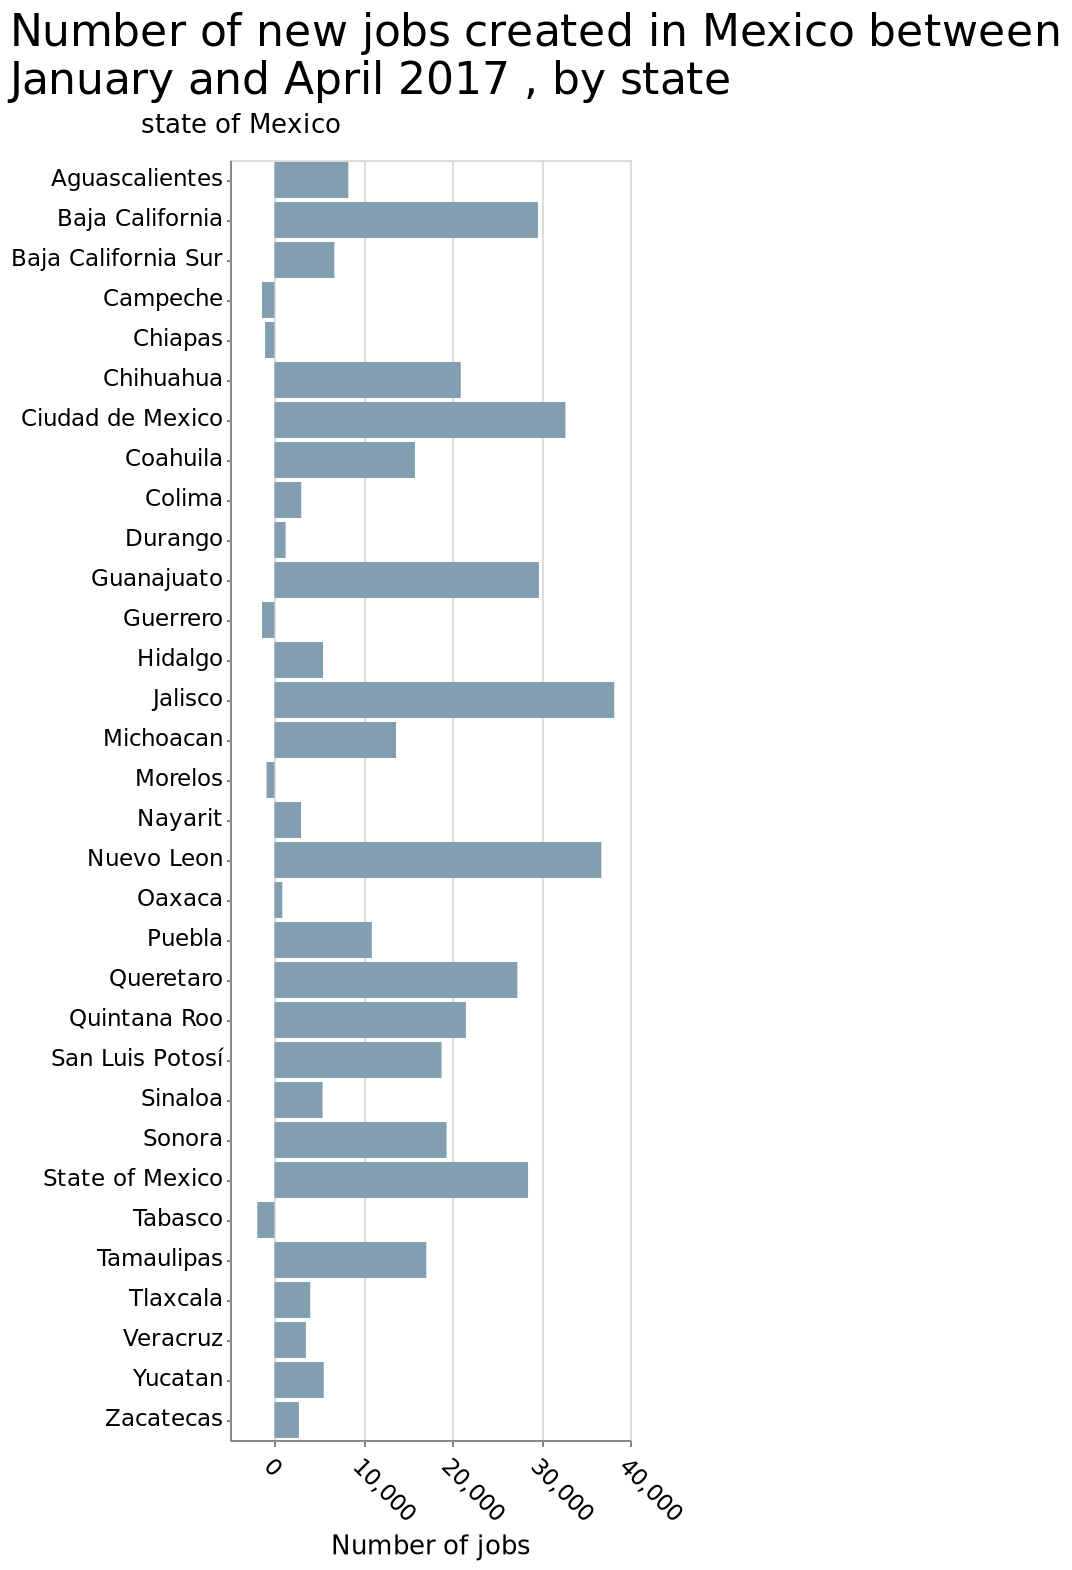 Number of new jobs created in Mexico between
January and April 2017 , by state
state of Mexico
Aguascalientes
Baja California
Baja California Sur
Campeche
Chiapas
Chihuahua
Ciudad de Mexico
Coahuila
Colima
Durango
Guanajuato
Guerrero
Hidalgo
Jalisco
Michoacan
Morelos
Nayarit
Nuevo Leon
Oaxaca
Puebla
Queretaro
Quintana Roo
San Luis Potosí
Sinaloa
Sonora
State of Mexico
Tabasco
Tamaulipas
Tlaxcala
Veracruz
Yucatan
Zacatecas
0
10,000
20,000
30,000
40,000
Number of jobs